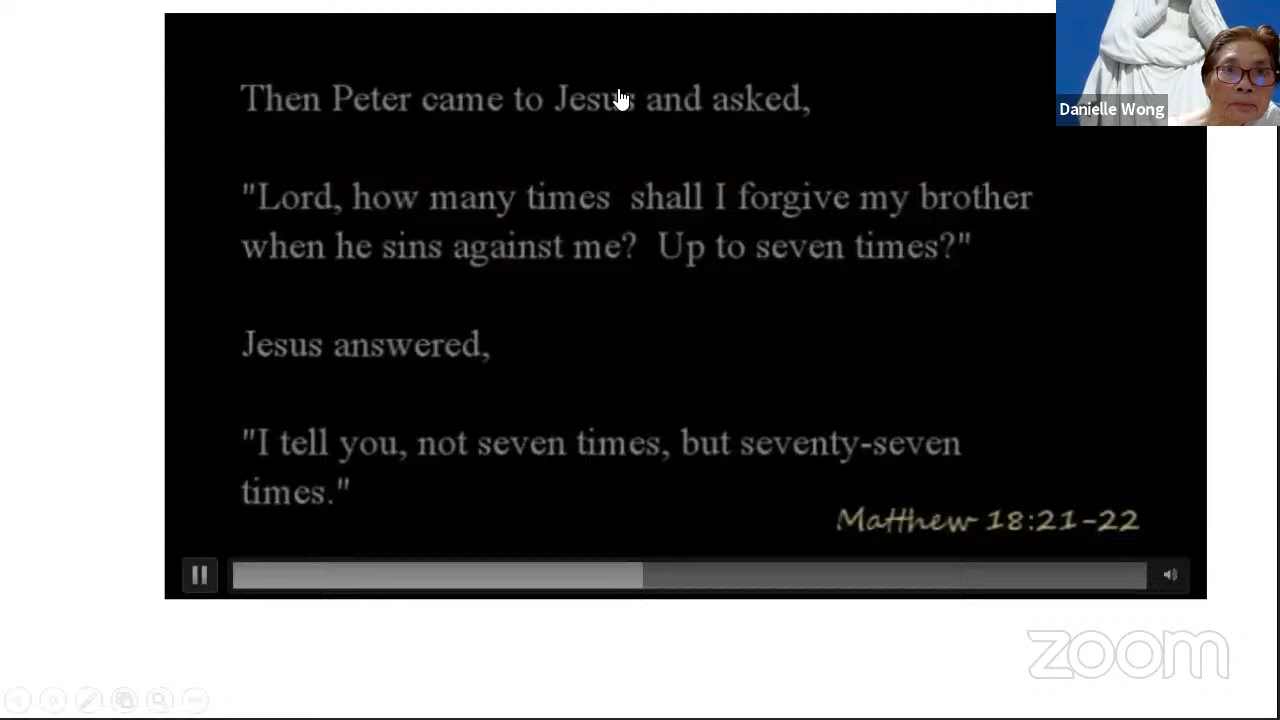 Then Peter came to Jesus and asked,
"Lord, how many times shall I forgive my brother
when he sins against me? Up to seven times?"
Jesus answered,
"I tell you, not seven times, but seventy-seven
times."
Matthew 18:21-22
Danielle Wong
zoom